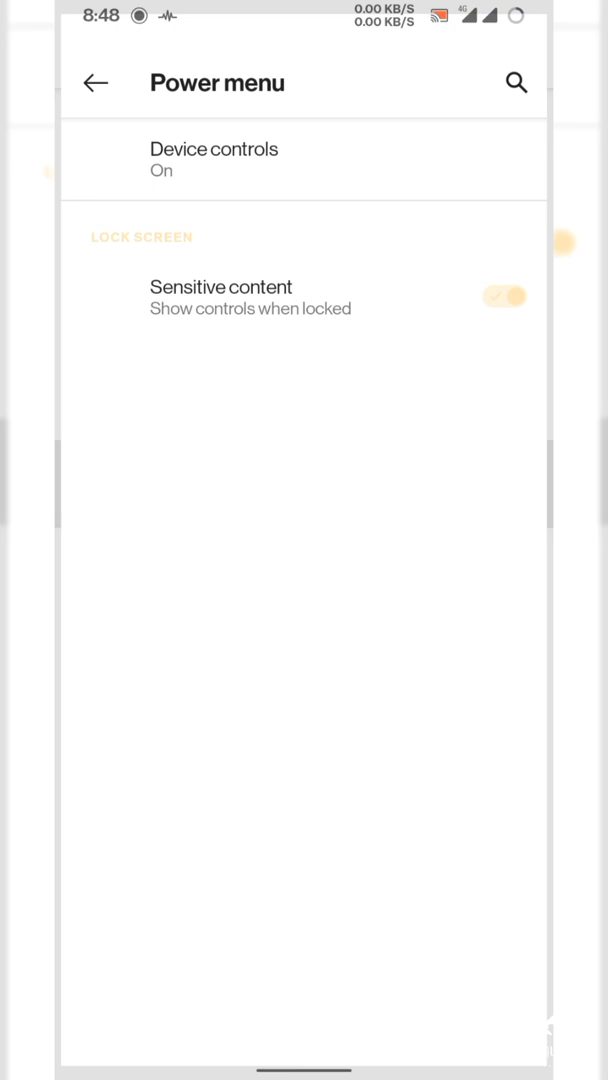 8:48
0.00 KB/S
0.00 KB/S
4G
Power menu
Device controls
On
LOCK SCREEN
Sensitive content
Show controls when locked